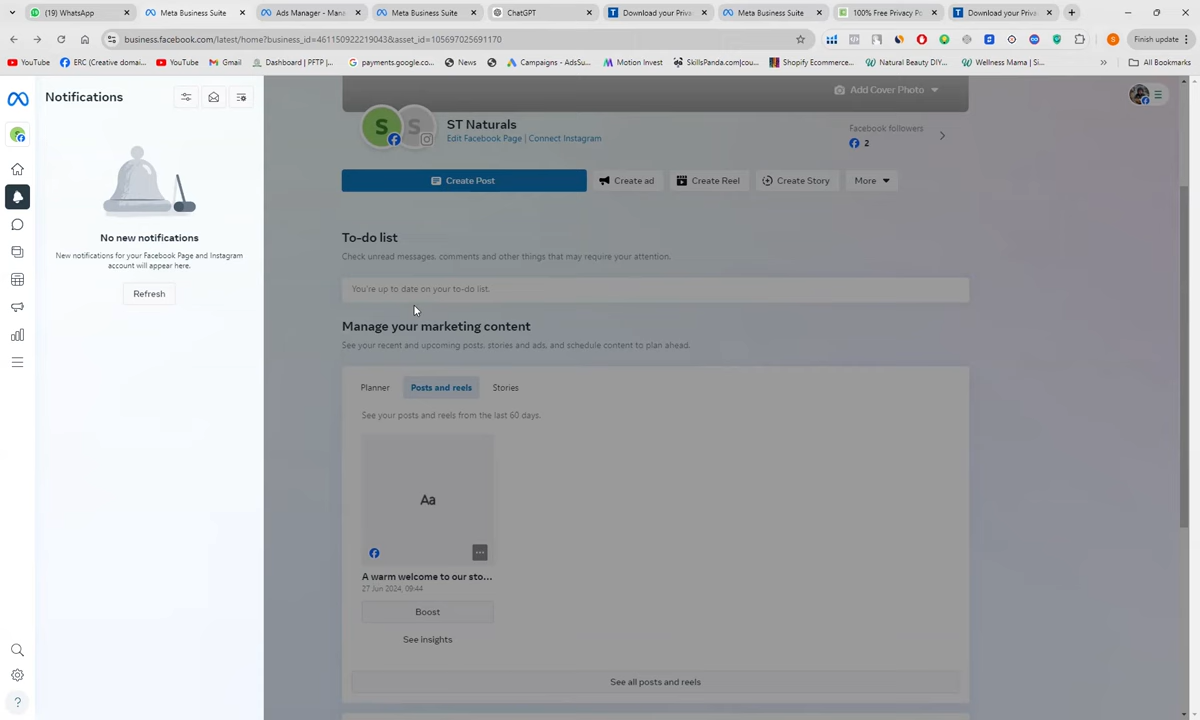 (19) WhatsApp
Meta Business Suite
Ads Manager - Mana
Meta Business Suite
ChatGPT
Download your Priva
Meta Business Suite
100% Free Privacy Po
Download your Priva
business.facebook.com/latest/home?business_id=461150922219043&asset_id=105697025691170
Finish update
YouTube
ERC (Creative domai...
YouTube
Gmail
Dashboard | PFTP |...
payments.google.co...
News
Campaigns - AdsSu...
Motion Invest
SkillsPanda.com|cou...
Shopify Ecommerce...
Natural Beauty DIY...
Wellness Mama | Si...
All Bookmarks
Notifications
No new notifications
New notifications for your Facebook Page and Instagram
account will appear here.
Refresh
Add Cover Photo
S
S
ST Naturals
Edit Facebook Page | Connect Instagram
Facebook followers
2
Create Post
Create ad
Create Reel
Create Story
More
To-do list
Check unread messages, comments and other things that may require your attention.
You're up to date on your to-do list.
Manage your marketing content
See your recent and upcoming posts, stories and ads, and schedule content to plan ahead.
Planner
Posts and reels
Stories
See your posts and reels from the last 60 days.
Aa
A warm welcome to our sto...
27 Jun 2024, 09:44
Boost
See insights
See all posts and reels